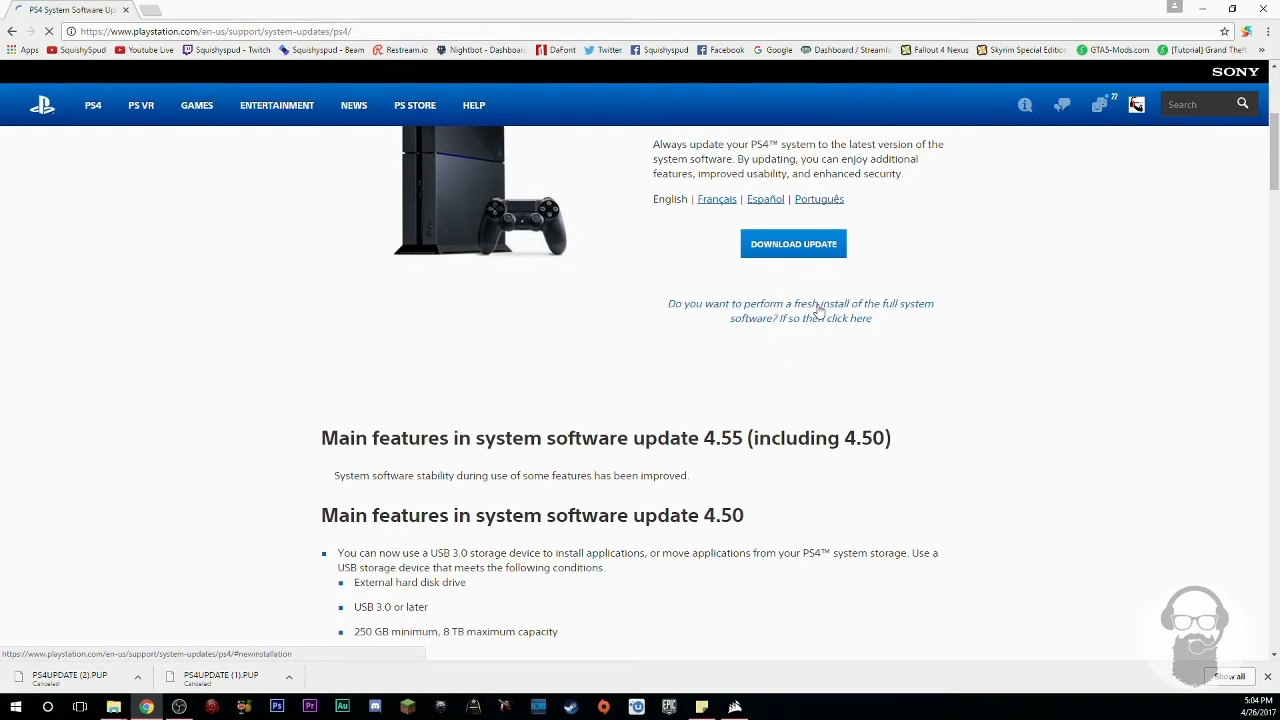 PS4 System Software Up
https://www.playstation.com/en-us/support/system-updates/ps4/
Apps SquishySpud Youtube Live Squishyspud - Twitch Squishyspud - Beam Restream.io Nightbot - Dashboard DaFont Twitter Squishyspud Facebook Google Dashboard / Streamla Fallout 4 Nexus Skyrim Special Edition GTA5-Mods.com [Tutorial] Grand Thef
SONY
PS4 PS VR GAMES ENTERTAINMENT NEWS PS STORE HELP 22 Search
Always update your PS4™ system to the latest version of the
system software. By updating, you can enjoy additional
features, improved usability, and enhanced security.
English | Français | Español | Português
DOWNLOAD UPDATE
Do you want to perform a fresh install of the full system
software? If so then click here
Main features in system software update 4.55 (including 4.50)
System software stability during use of some features has been improved.
Main features in system software update 4.50
You can now use a USB 3.0 storage device to install applications, or move applications from your PS4™ system storage. Use a
USB storage device that meets the following conditions.
External hard disk drive
USB 3.0 or later
250 GB minimum, 8 TB maximum capacity
https://www.playstation.com/en-us/support/system-updates/ps4/#newinstallation
PS4UPDATE (2).PUP PS4UPDATE (1).PUP Show all
Canceled Canceled
Ps Pr Au EPIC GAMES 5:04 PM
4/26/2017